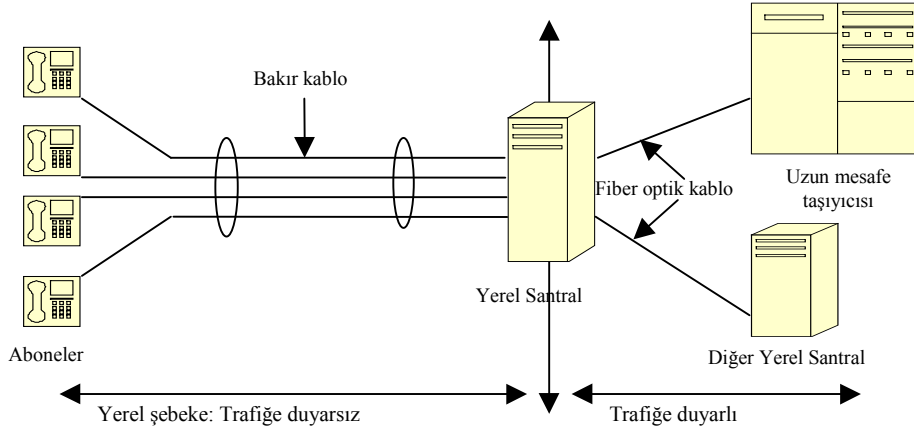 Bakır kablo
Fiber optik kablo
Uzun mesafe
taşıyıcısı
Yerel Santral
Aboneler
Diğer Yerel Santral
Yerel şebeke: Trafiğe duyarsız
Trafiğe duyarlı